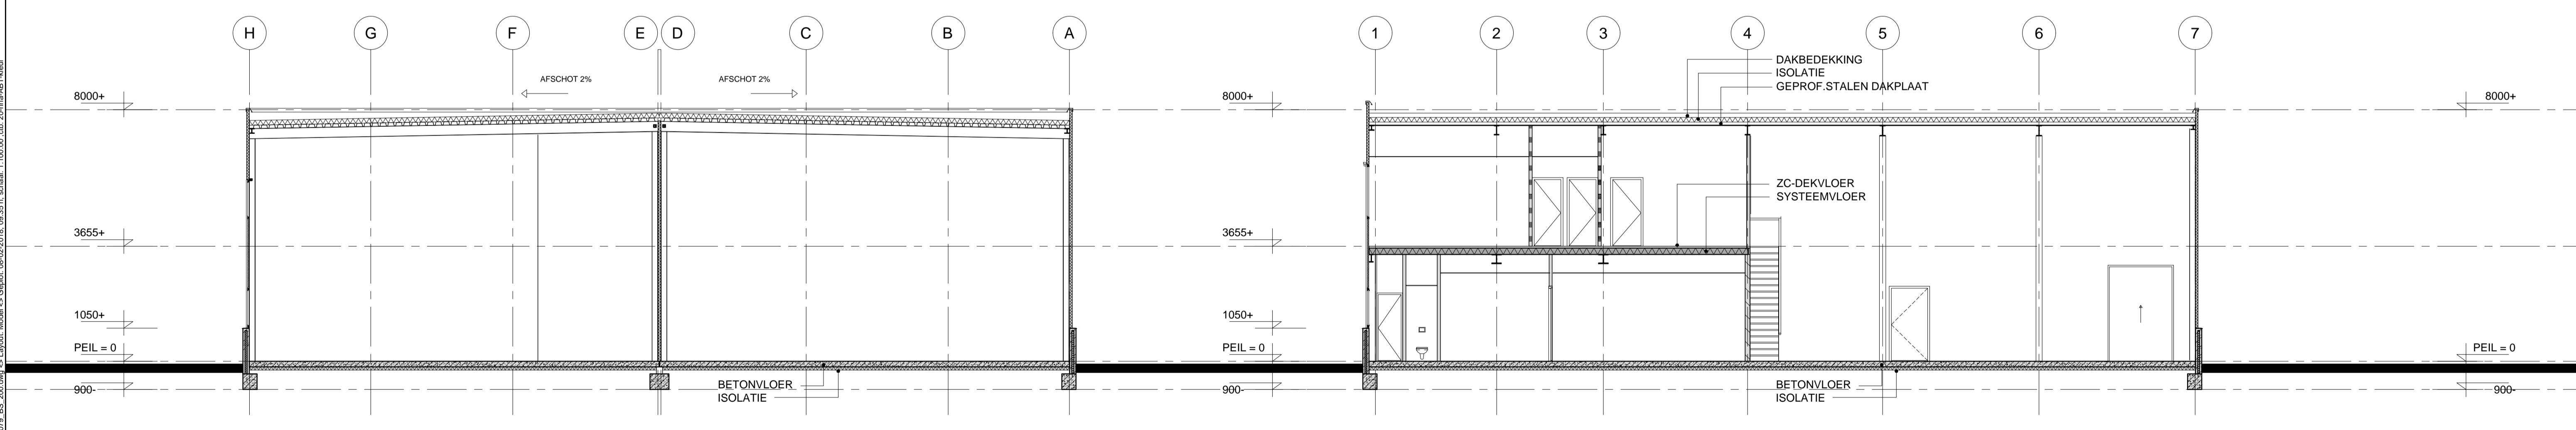 H G F E D C B A 1 2 3 4 5 6 7
AFSCHOT 2% AFSCHOT 2%
DAKBEDEKKING
ISOLATIE
GEPROF.STALEN DAKPLAAT
8000+ 8000+ 8000+
ZC-DEKVLOER
SYSTEEMVLOER
3655+ 3655+
1050+ 1050+
PEIL = 0 PEIL = 0 PEIL = 0
BETONVLOER BETONVLOER
900- 900- 900-
ISOLATIE ISOLATIE